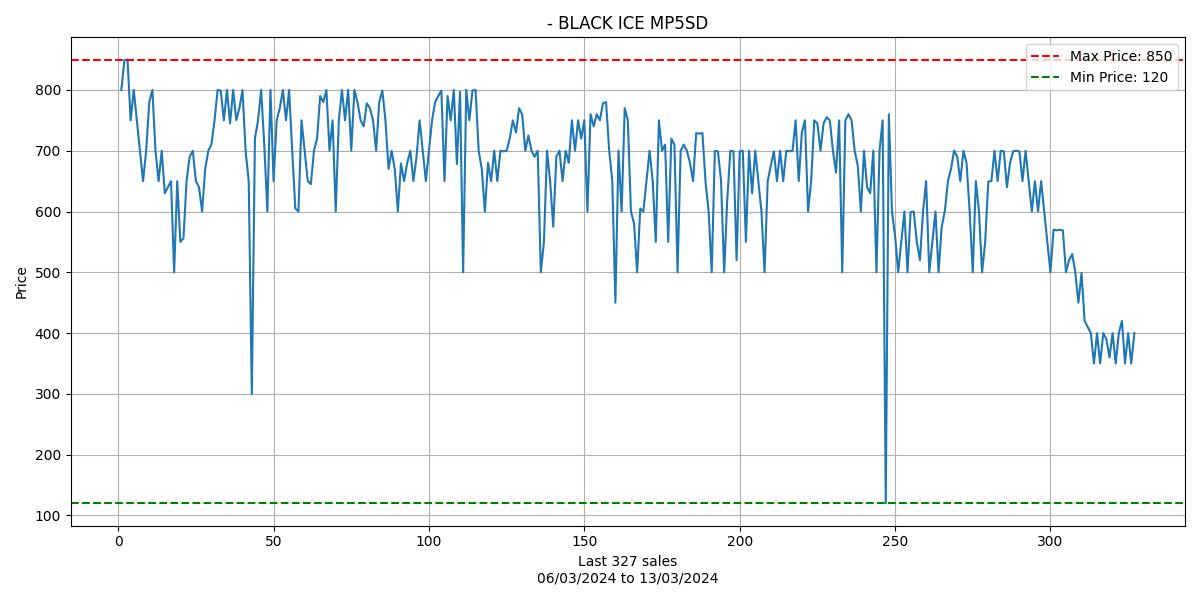 - BLACK ICE MP5SD
Max Price: 850
Min Price: 120
Price
800
700
600
500
400
300
200
100
0
50
100
150
200
250
300
Last 327 sales
06/03/2024 to 13/03/2024